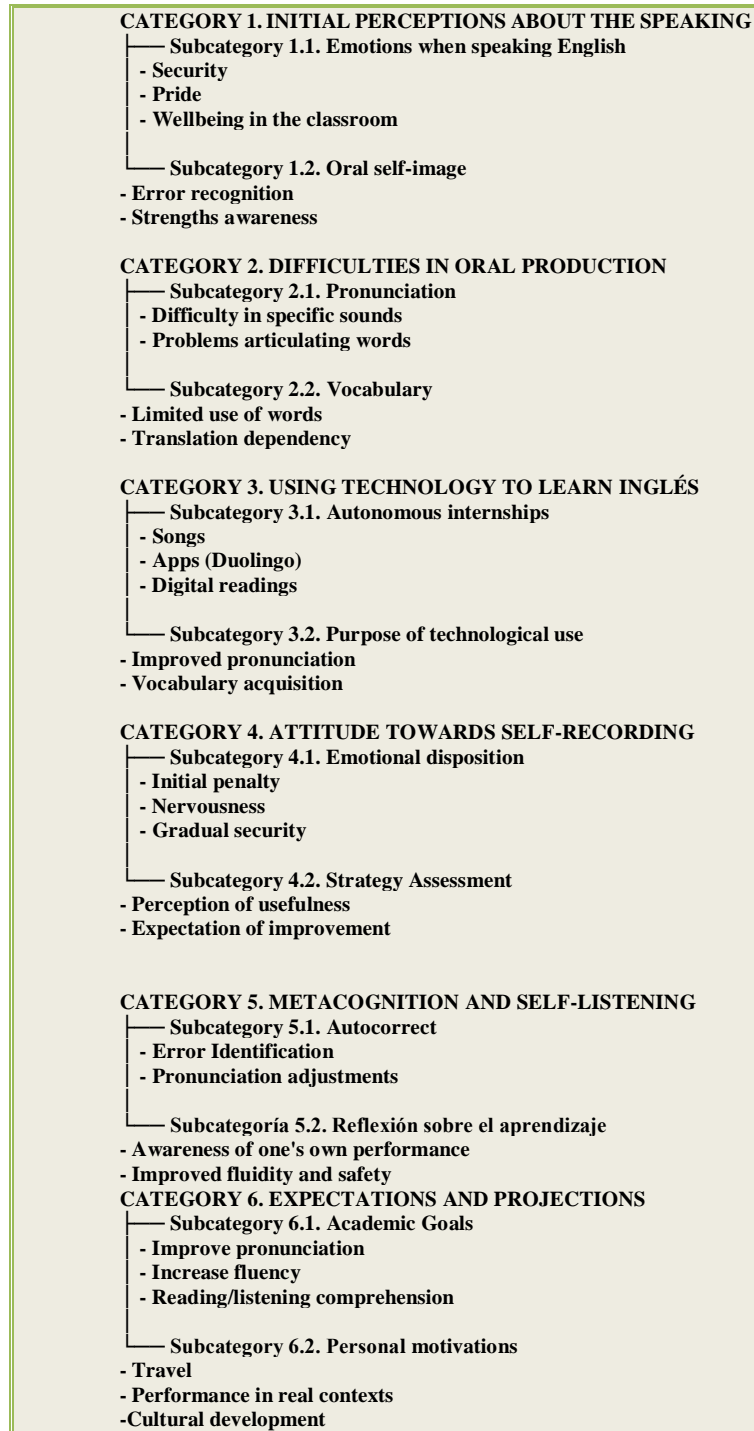 CATEGORY 1. INITIAL PERCEPTIONS ABOUT THE SPEAKING
├── Subcategory 1.1. Emotions when speaking English
│ - Security
│ - Pride
│ - Wellbeing in the classroom
│
└── Subcategory 1.2. Oral self-image
- Error recognition
- Strengths awareness

CATEGORY 2. DIFFICULTIES IN ORAL PRODUCTION
├── Subcategory 2.1. Pronunciation
│ - Difficulty in specific sounds
│ - Problems articulating words
│
└── Subcategory 2.2. Vocabulary
- Limited use of words
- Translation dependency

CATEGORY 3. USING TECHNOLOGY TO LEARN INGLÉS
├── Subcategory 3.1. Autonomous internships
│ - Songs
│ - Apps (Duolingo)
│ - Digital readings
│
└── Subcategory 3.2. Purpose of technological use
- Improved pronunciation
- Vocabulary acquisition

CATEGORY 4. ATTITUDE TOWARDS SELF-RECORDING
├── Subcategory 4.1. Emotional disposition
│ - Initial penalty
│ - Nervousness
│ - Gradual security
│
└── Subcategory 4.2. Strategy Assessment
- Perception of usefulness
- Expectation of improvement

CATEGORY 5. METACOGNITION AND SELF-LISTENING
├── Subcategory 5.1. Autocorrect
│ - Error Identification
│ - Pronunciation adjustments
│
└── Subcategoría 5.2. Reflexión sobre el aprendizaje
- Awareness of one's own performance
- Improved fluidity and safety
CATEGORY 6. EXPECTATIONS AND PROJECTIONS
├── Subcategory 6.1. Academic Goals
│ - Improve pronunciation
│ - Increase fluency
│ - Reading/listening comprehension
│
└── Subcategory 6.2. Personal motivations
- Travel
- Performance in real contexts
-Cultural development